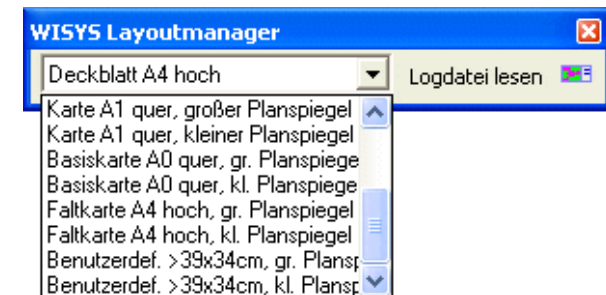 WISYS Layoutmanager
Deckblatt A4 hoch Logdatei lesen
Karte A1 quer, großer Planspiegel
Karte A1 quer, kleiner Planspiegel
Basiskarte A0 quer, gr. Planspiege
Basiskarte A0 quer, kl. Planspiege
Faltkarte A4 hoch, gr. Planspiegel
Faltkarte A4 hoch, kl. Planspiegel
Benutzerdef. >39x34cm, gr. Plansp
Benutzerdef. >39x34cm, kl. Plansp